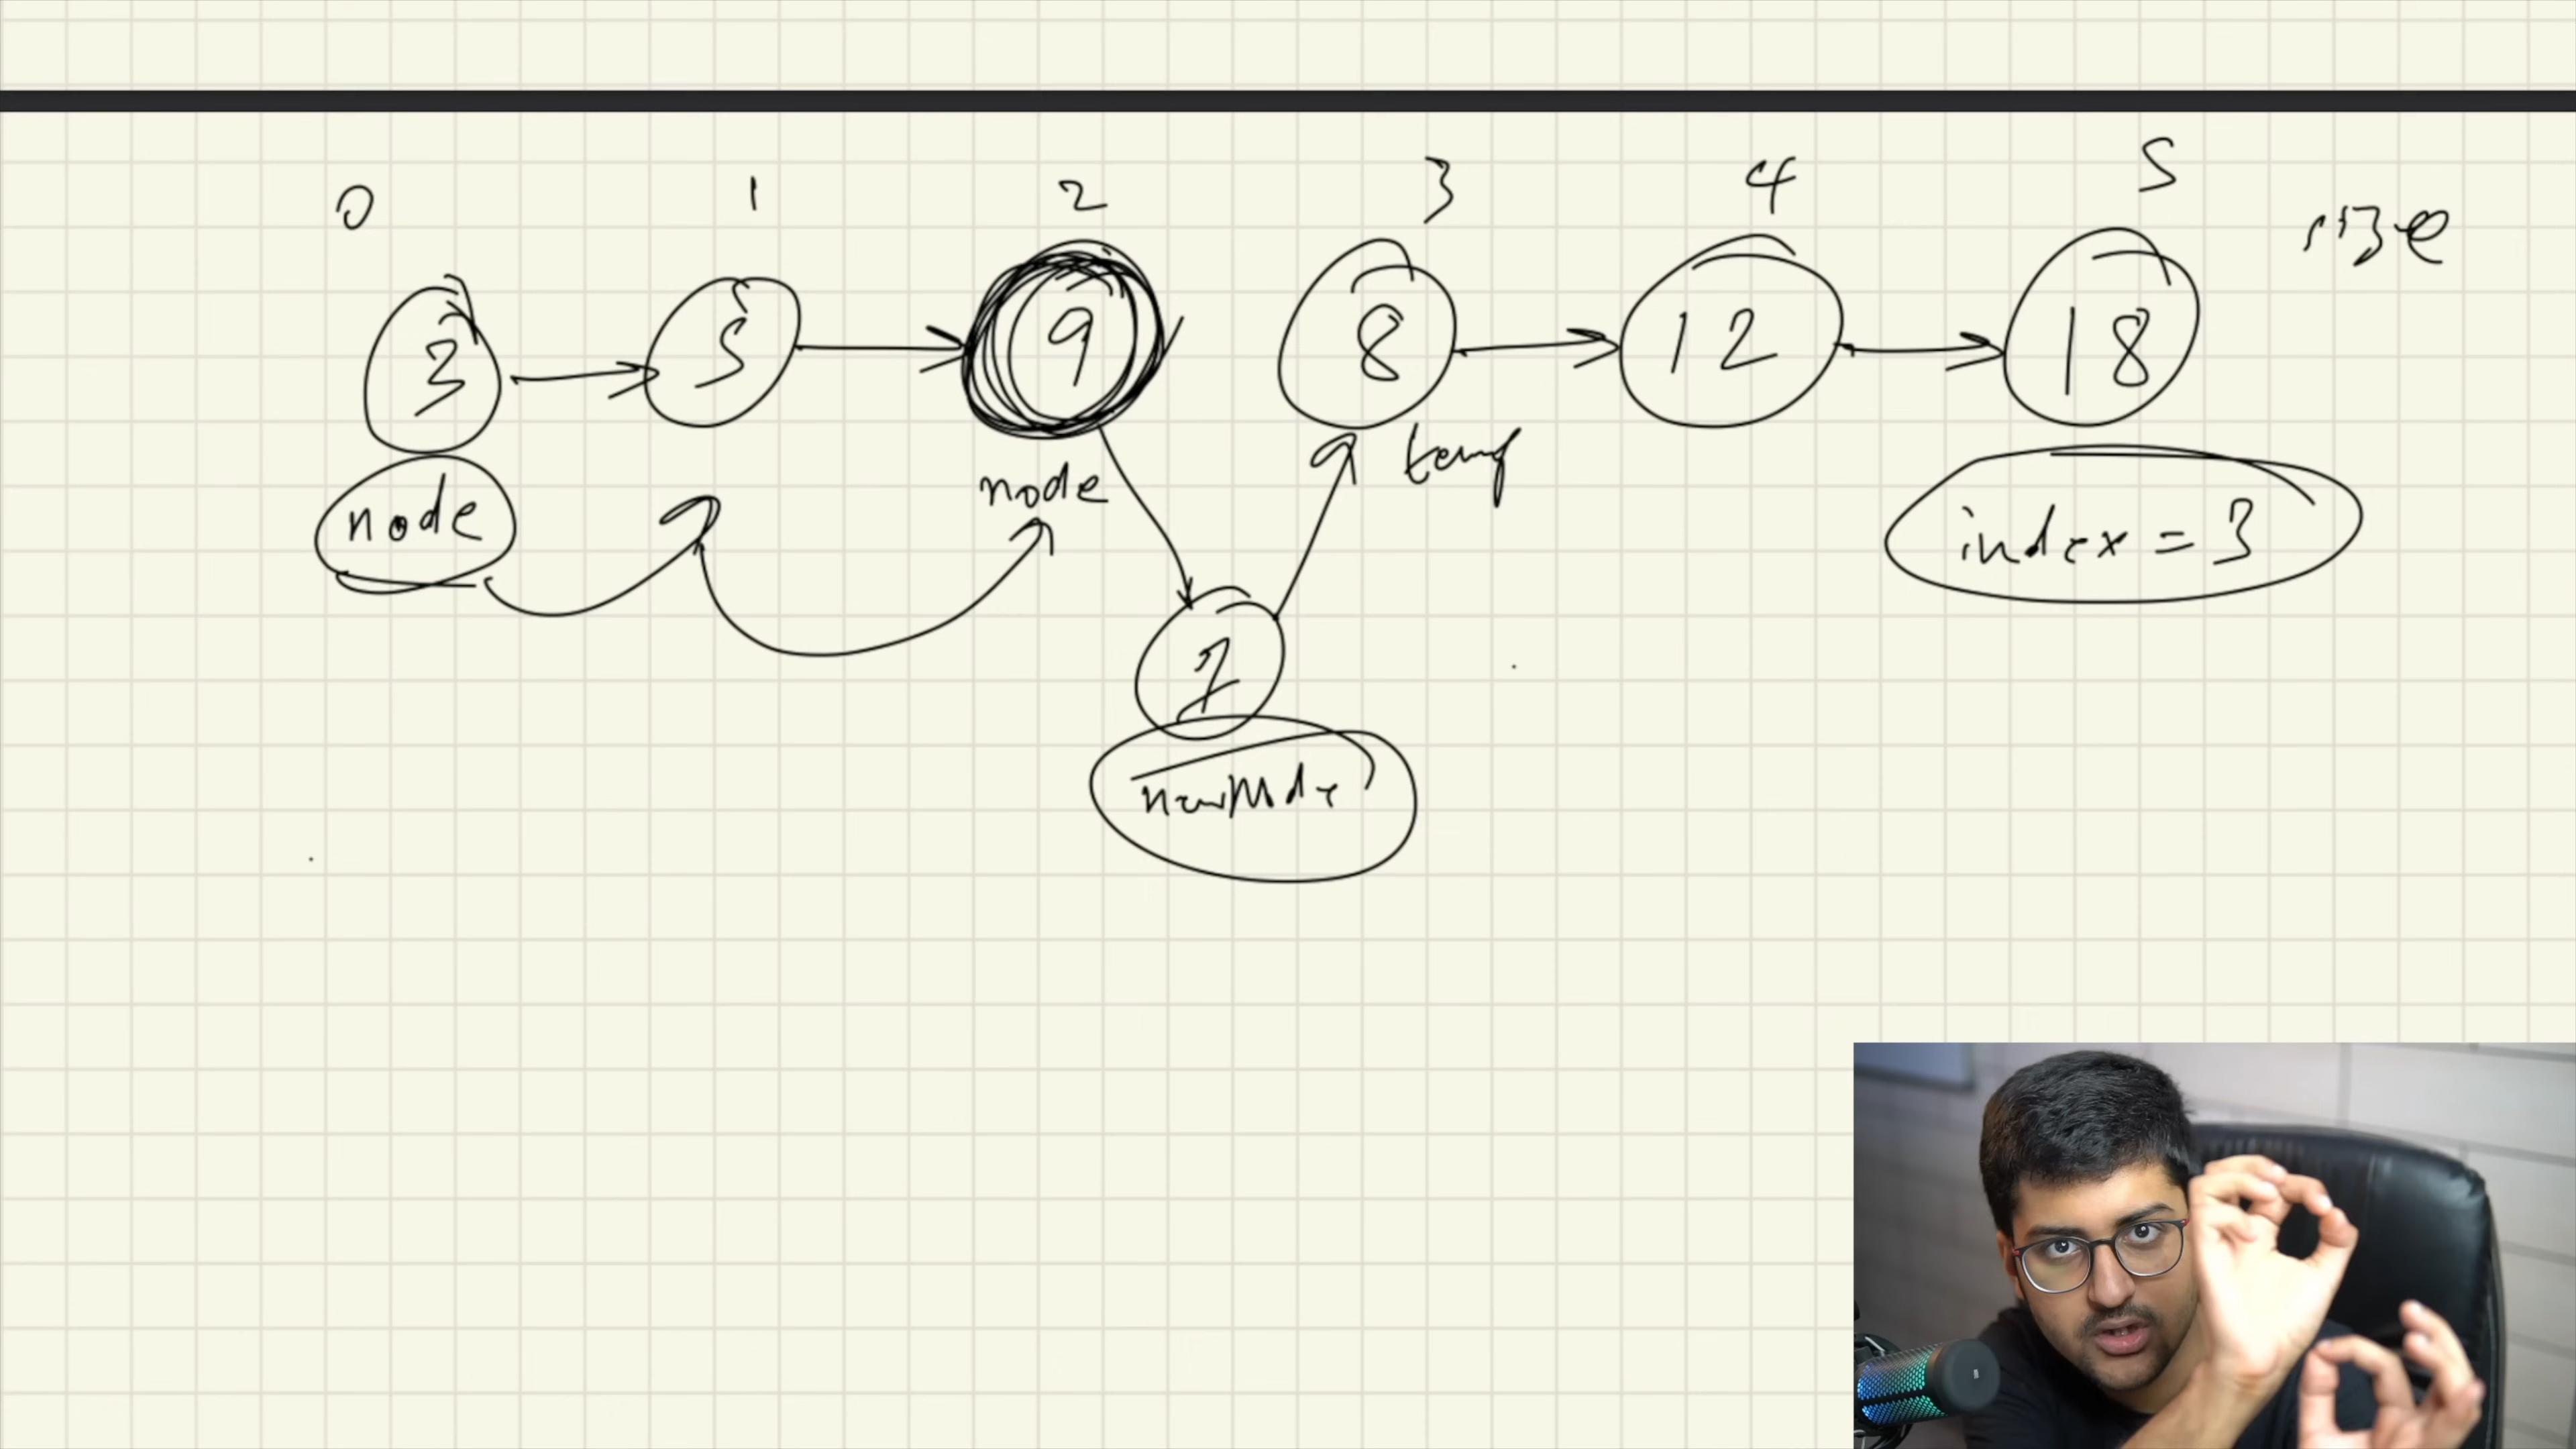 0 1 2 3 4 5
size
3 5 9 8 12 18
node node temp
index = 3
7
newNode